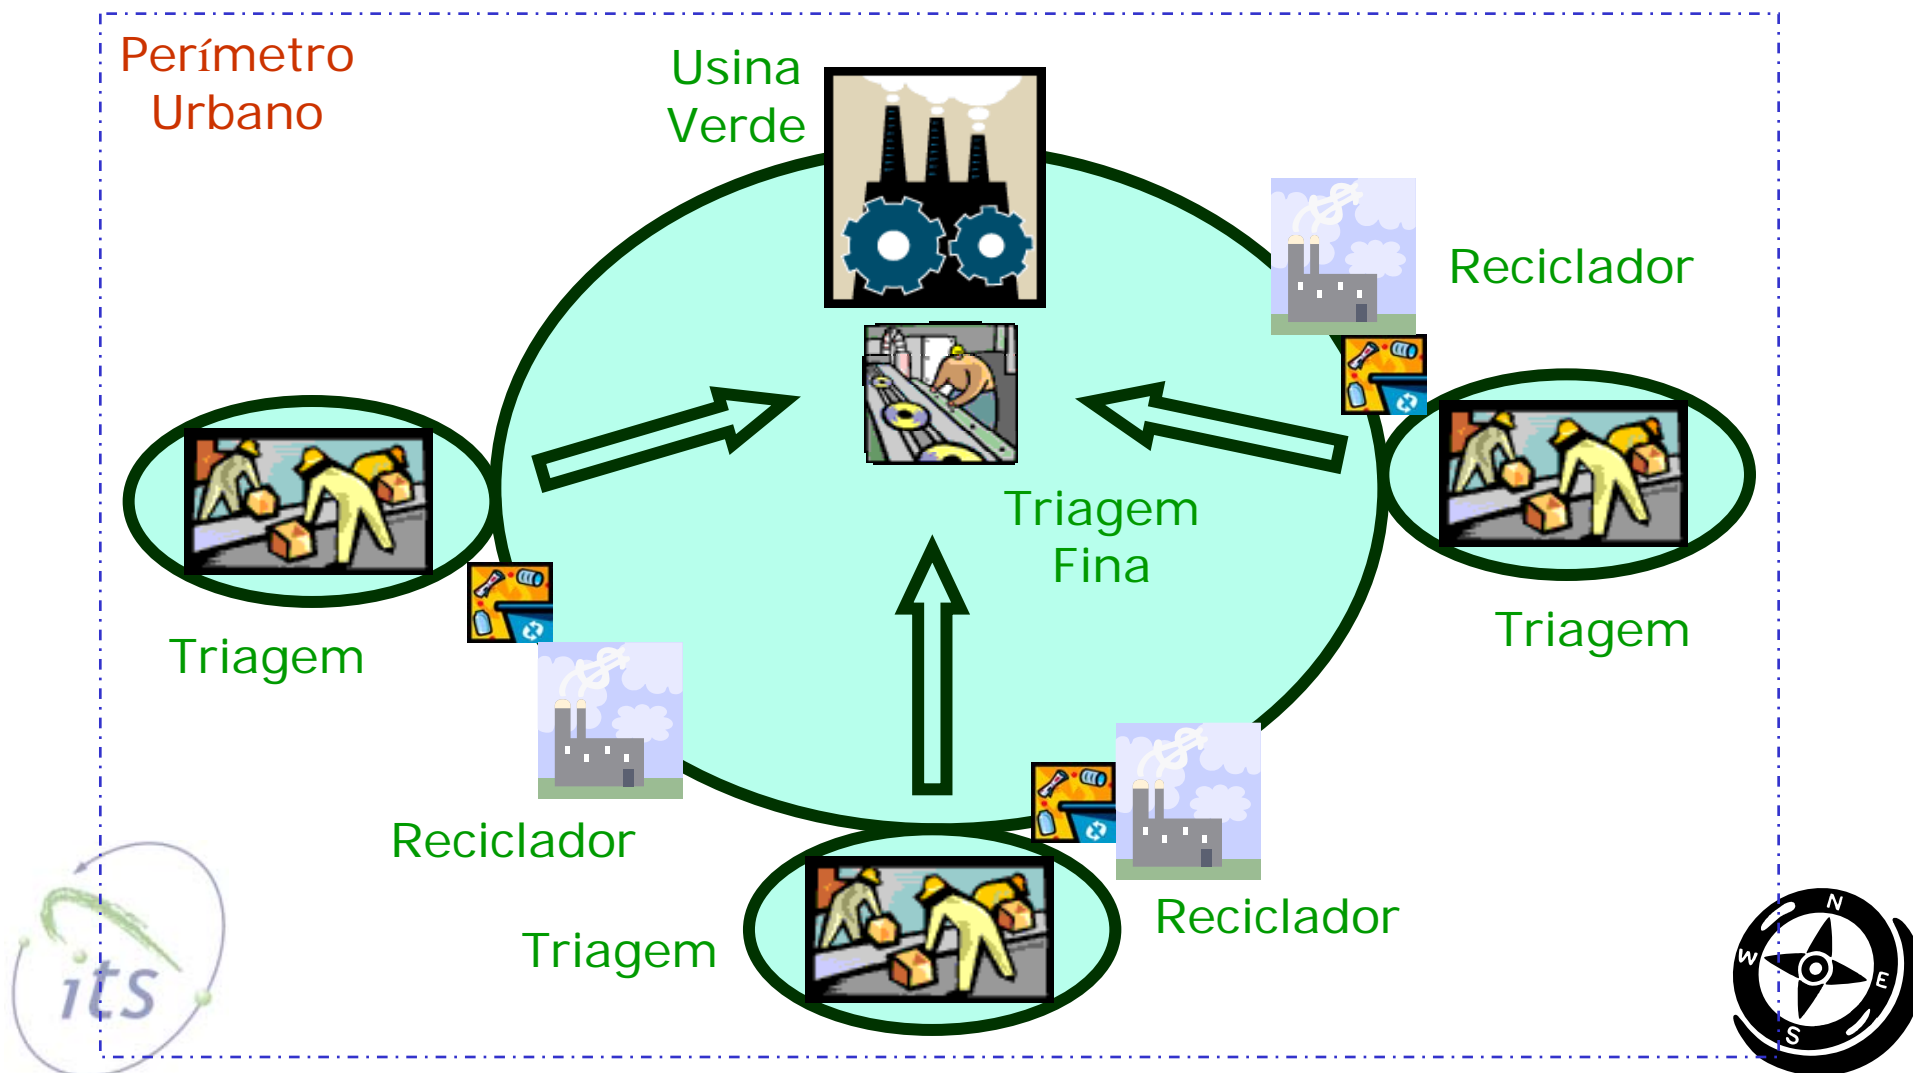 Perímetro
Urbano
Usina
Verde
Reciclador
Triagem
Fina
Triagem
Triagem
Reciclador
Reciclador
Triagem
its
N
W
E
S